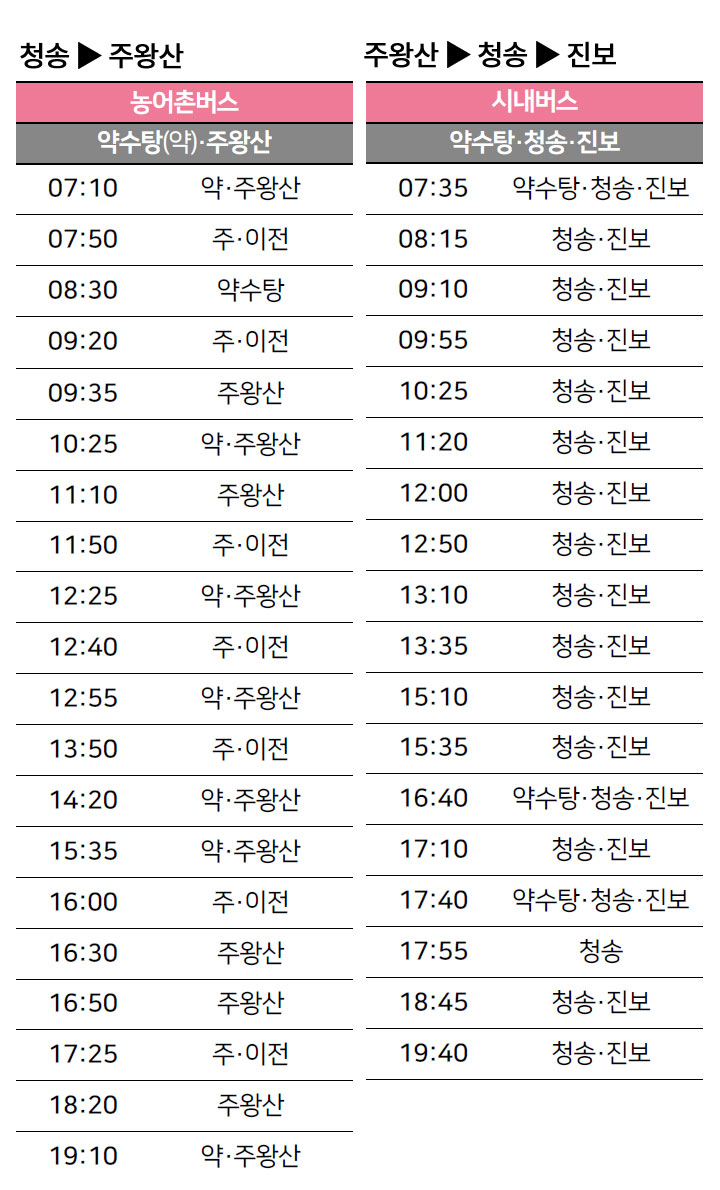 청송 ▶ 주왕산
농어촌버스
약수탕(약)·주왕산
07:10 약·주왕산
07:50 주·이전
08:30 약수탕
09:20 주·이전
09:35 주왕산
10:25 약·주왕산
11:10 주왕산
11:50 주·이전
12:25 약·주왕산
12:40 주·이전
12:55 약·주왕산
13:50 주·이전
14:20 약·주왕산
15:35 약·주왕산
16:00 주·이전
16:30 주왕산
16:50 주왕산
17:25 주·이전
18:20 주왕산
19:10 약·주왕산
주왕산 ▶ 청송 ▶ 진보
시내버스
약수탕·청송·진보
07:35 약수탕·청송·진보
08:15 청송·진보
09:10 청송·진보
09:55 청송·진보
10:25 청송·진보
11:20 청송·진보
12:00 청송·진보
12:50 청송·진보
13:10 청송·진보
13:35 청송·진보
15:10 청송·진보
15:35 청송·진보
16:40 약수탕·청송·진보
17:10 청송·진보
17:40 약수탕·청송·진보
17:55 청송
18:45 청송·진보
19:40 청송·진보